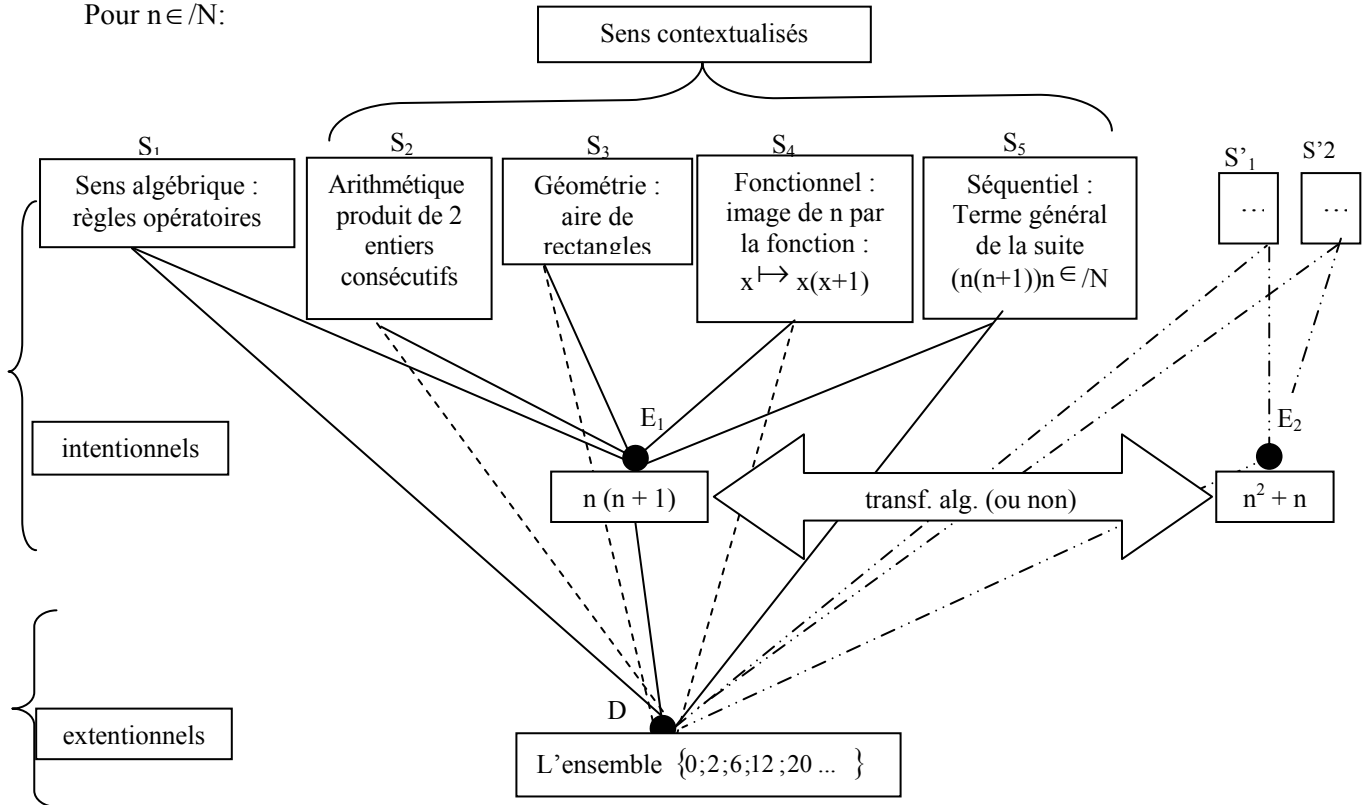 Pour n ∈ /N:
Sens contextualisés
S₁
S₂
S₃
S₄
S₅
S’₁
S’2
Sens algébrique :
règles opératoires
Arithmétique
produit de 2
entiers
consécutifs
Géométrie :
aire de
rectangles
Fonctionnel :
image de n par
la fonction :
x ↦ x(x+1)
Séquentiel :
Terme général
de la suite
(n(n+1))n ∈ /N
...
...
intentionnels
E₁
n (n + 1)
transf. alg. (ou non)
E₂
n² + n
extentionnels
D
L’ensemble {0;2;6;12;20 ... }